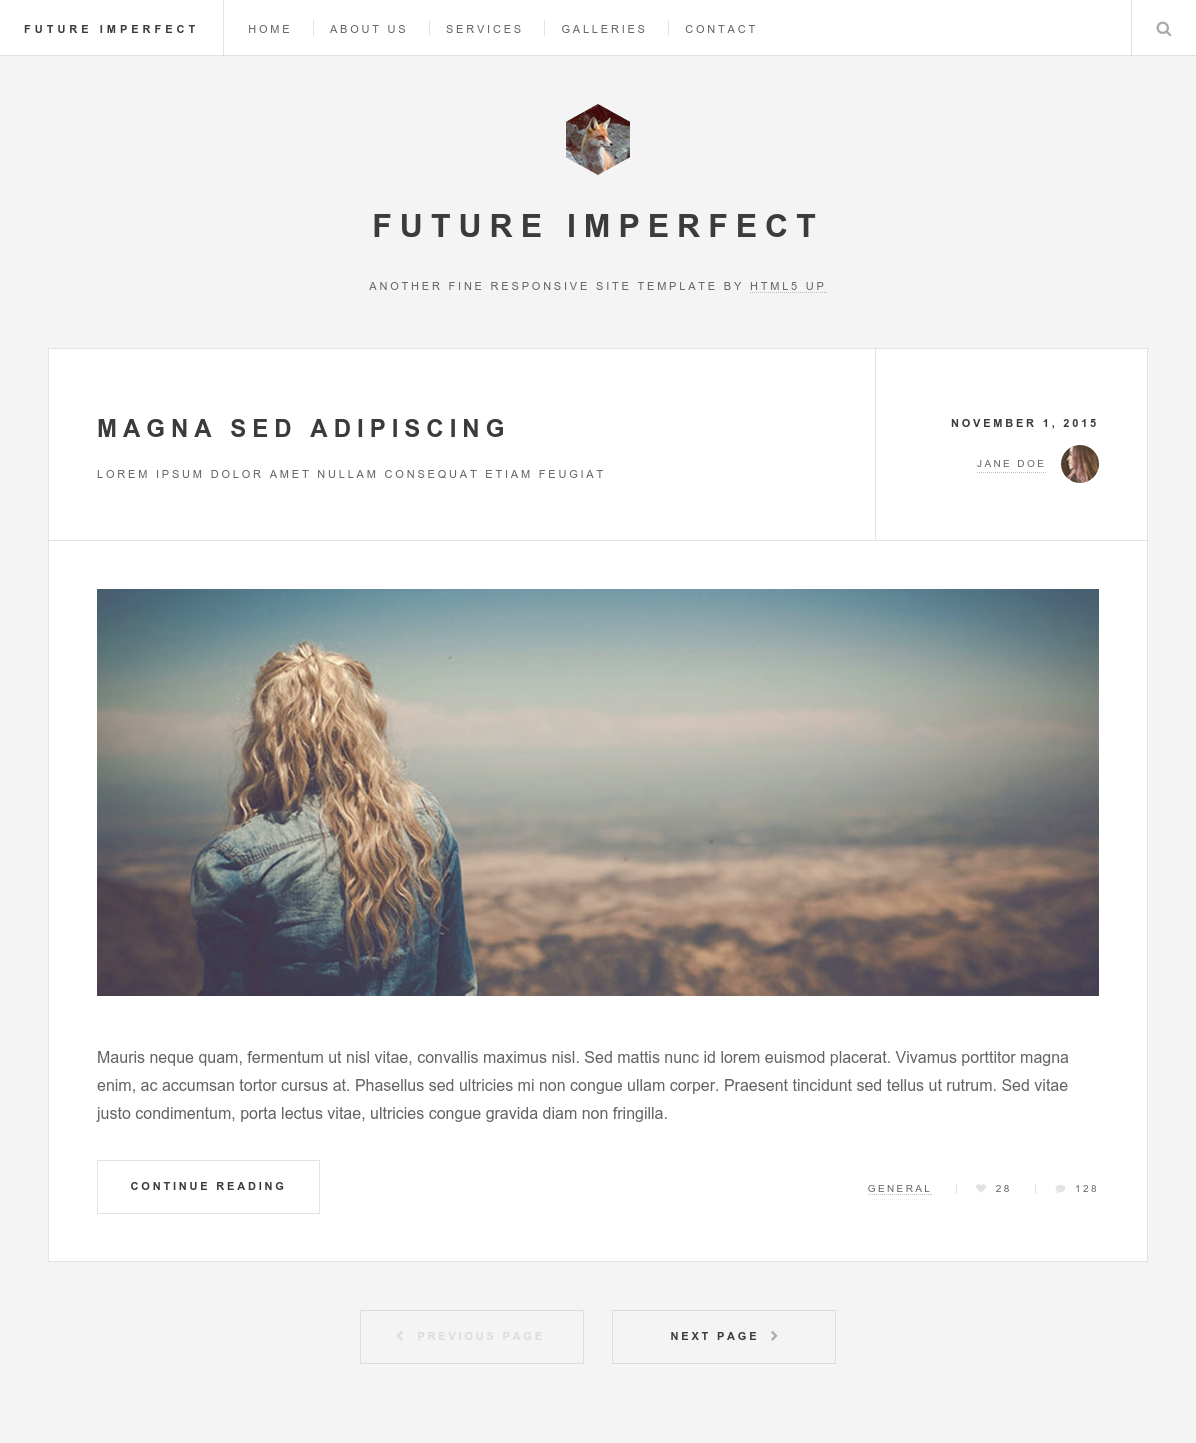 FUTURE IMPERFECT
HOME
ABOUT US
SERVICES
GALLERIES
CONTACT
FUTURE IMPERFECT
ANOTHER FINE RESPONSIVE SITE TEMPLATE BY HTML5 UP
MAGNA SED ADIPISCING
LOREM IPSUM DOLOR AMET NULLAM CONSEQUAT ETIAM FEUGIAT
NOVEMBER 1, 2015
JANE DOE
Mauris neque quam, fermentum ut nisl vitae, convallis maximus nisl. Sed mattis nunc id lorem euismod placerat. Vivamus porttitor magna
enim, ac accumsan tortor cursus at. Phasellus sed ultricies mi non congue ullam corper. Praesent tincidunt sed tellus ut rutrum. Sed vitae
justo condimentum, porta lectus vitae, ultricies congue gravida diam non fringilla.
CONTINUE READING
GENERAL
28
128
PREVIOUS PAGE
NEXT PAGE